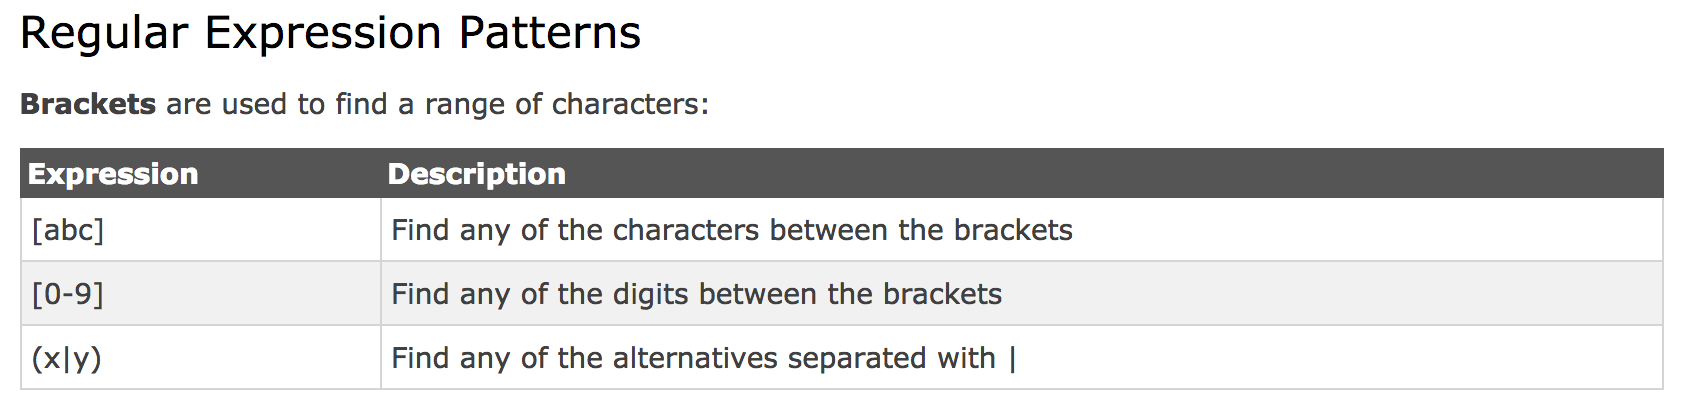 Regular Expression Patterns
Brackets are used to find a range of characters:
Expression Description
[abc] Find any of the characters between the brackets
[0-9] Find any of the digits between the brackets
(x|y) Find any of the alternatives separated with |